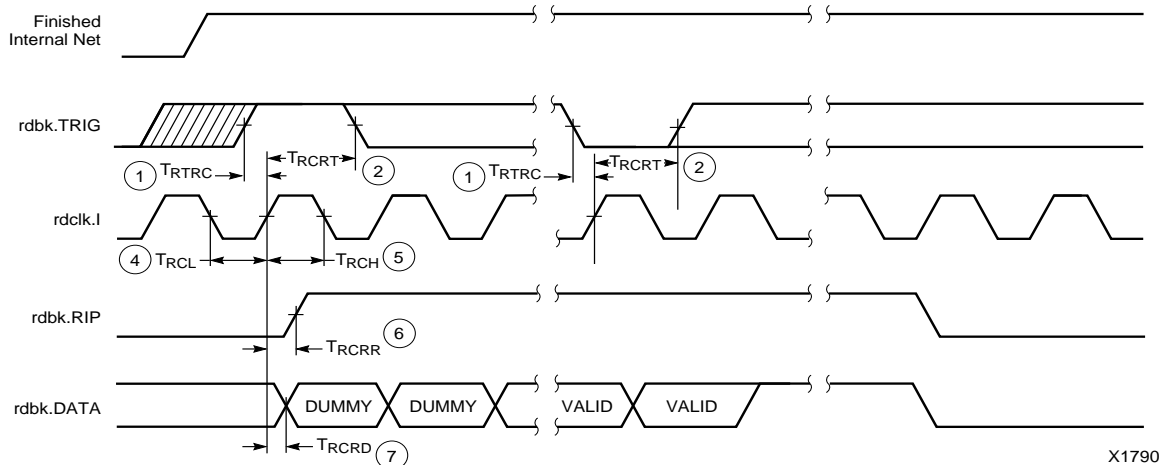 Finished
Internal Net
rdbk.TRIG
1 TRTRC
TRCRT
2
1 TRTRC
TRCRT
2
rdclk.I
4 TRCL
TRCH 5
rdbk.RIP
TRCRR 6
rdbk.DATA
DUMMY DUMMY VALID VALID
TRCRD 7
X1790